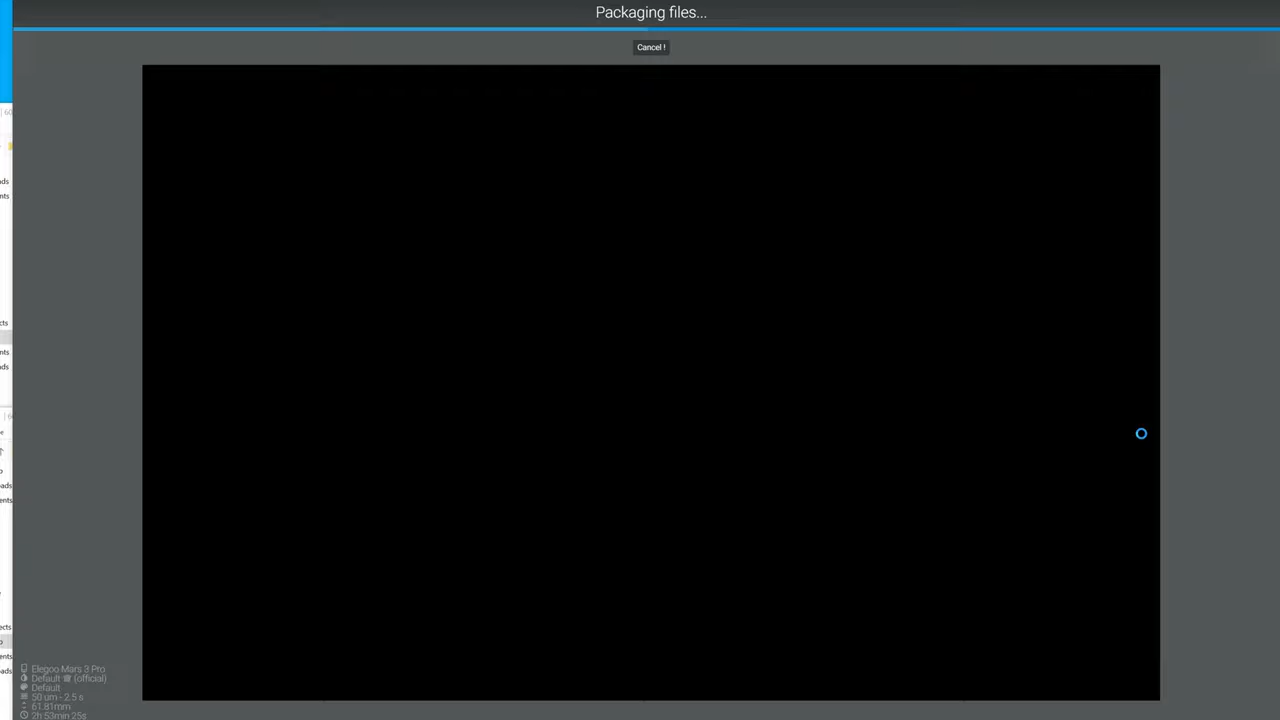 Packaging files...
Cancel !
Elegoo Mars 3 Pro
Default (official)
Default
50 um - 2.5 s
61.81mm
2h 53min 25s